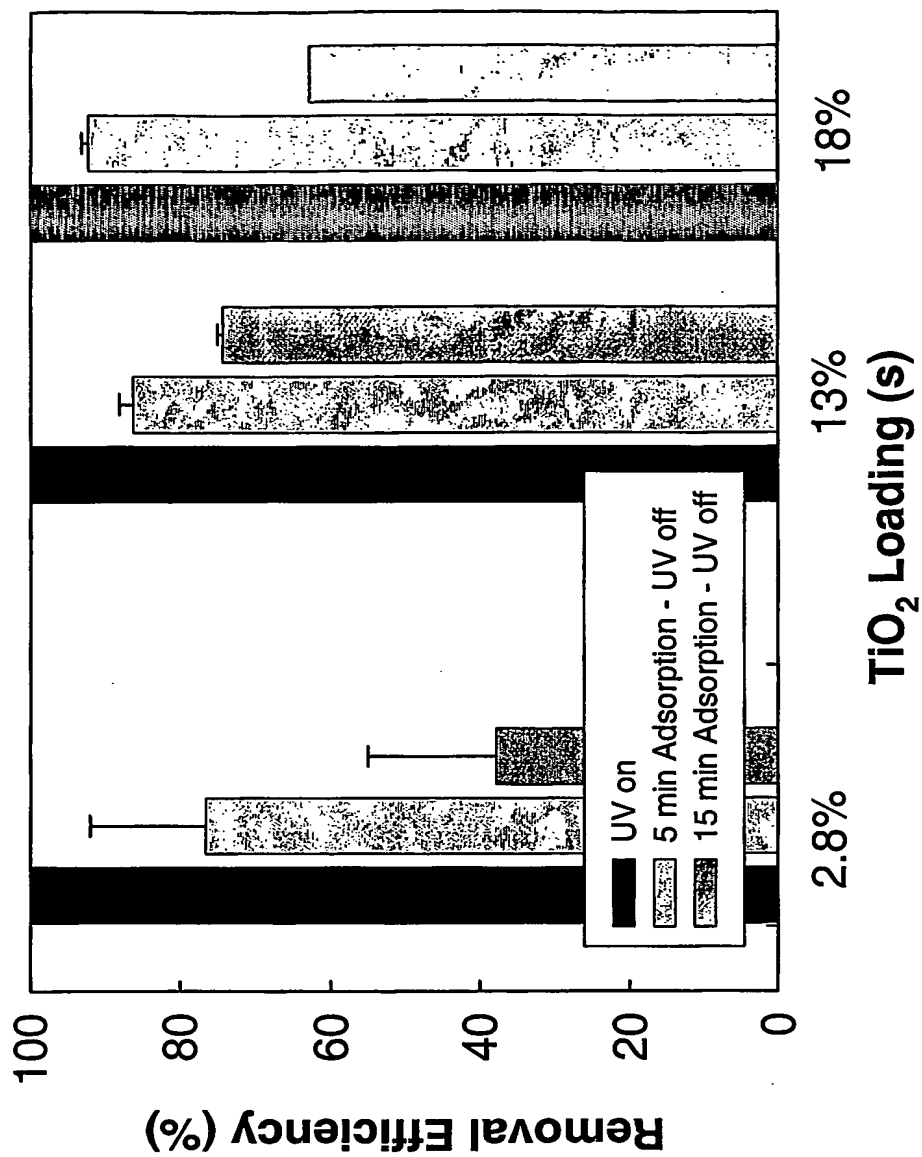 Removal Efficiency (%)
100
80
60
40
20
0
UV on
5 min Adsorption - UV off
15 min Adsorption - UV off
2.8%
13%
18%
TiO₂ Loading (s)